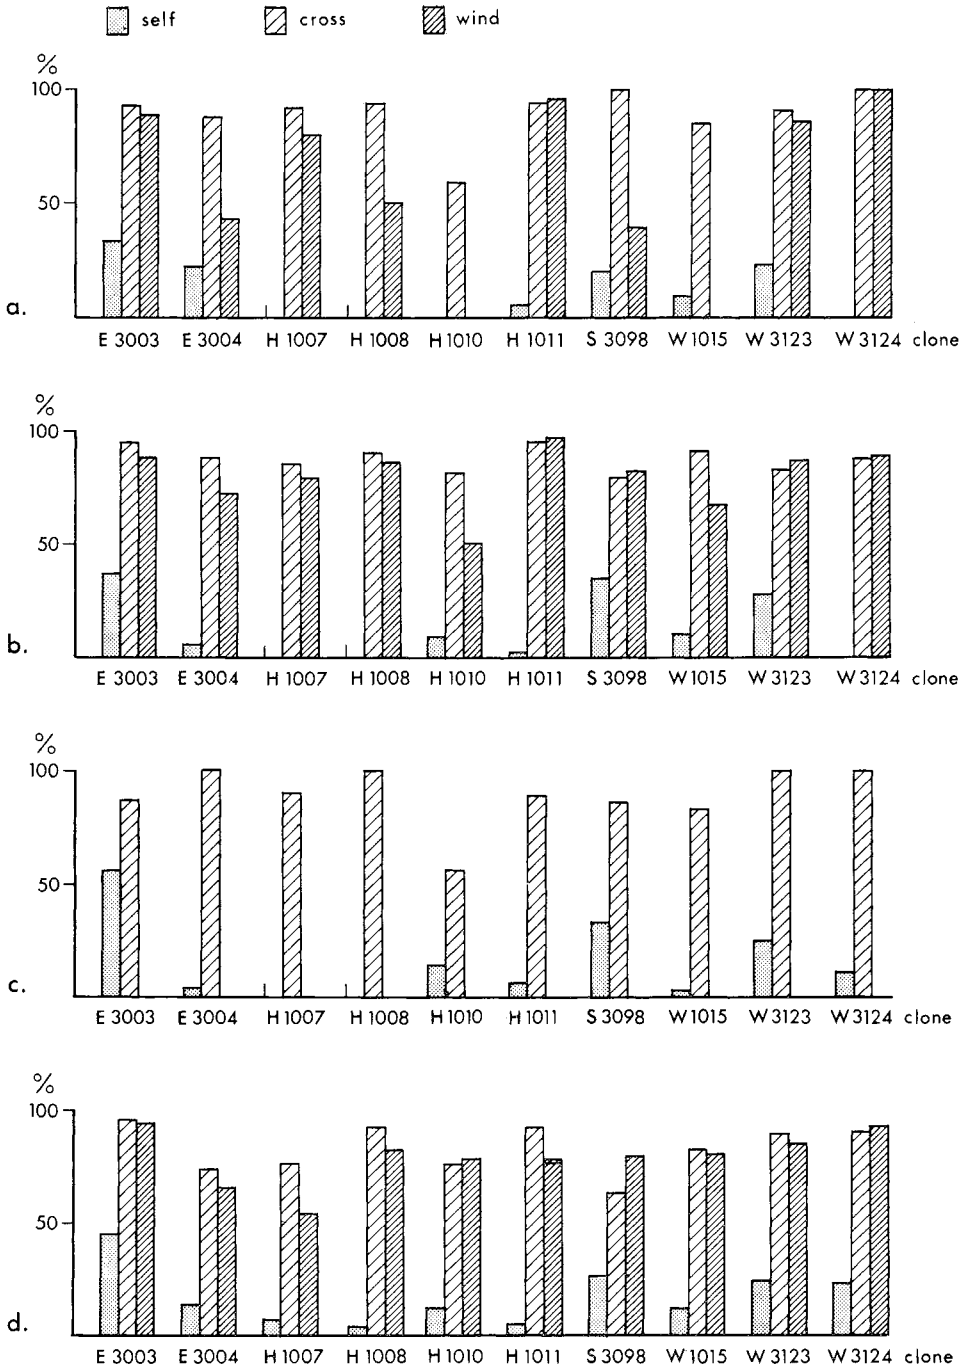 self cross wind
%
100
50
a.
E 3003 E 3004 H 1007 H 1008 H 1010 H 1011 S 3098 W 1015 W 3123 W 3124 clone
%
100
50
b.
E 3003 E 3004 H 1007 H 1008 H 1010 H 1011 S 3098 W 1015 W 3123 W 3124 clone
%
100
50
c.
E 3003 E 3004 H 1007 H 1008 H 1010 H 1011 S 3098 W 1015 W 3123 W 3124 clone
%
100
50
d.
E 3003 E 3004 H 1007 H 1008 H 1010 H 1011 S 3098 W 1015 W 3123 W 3124 clone